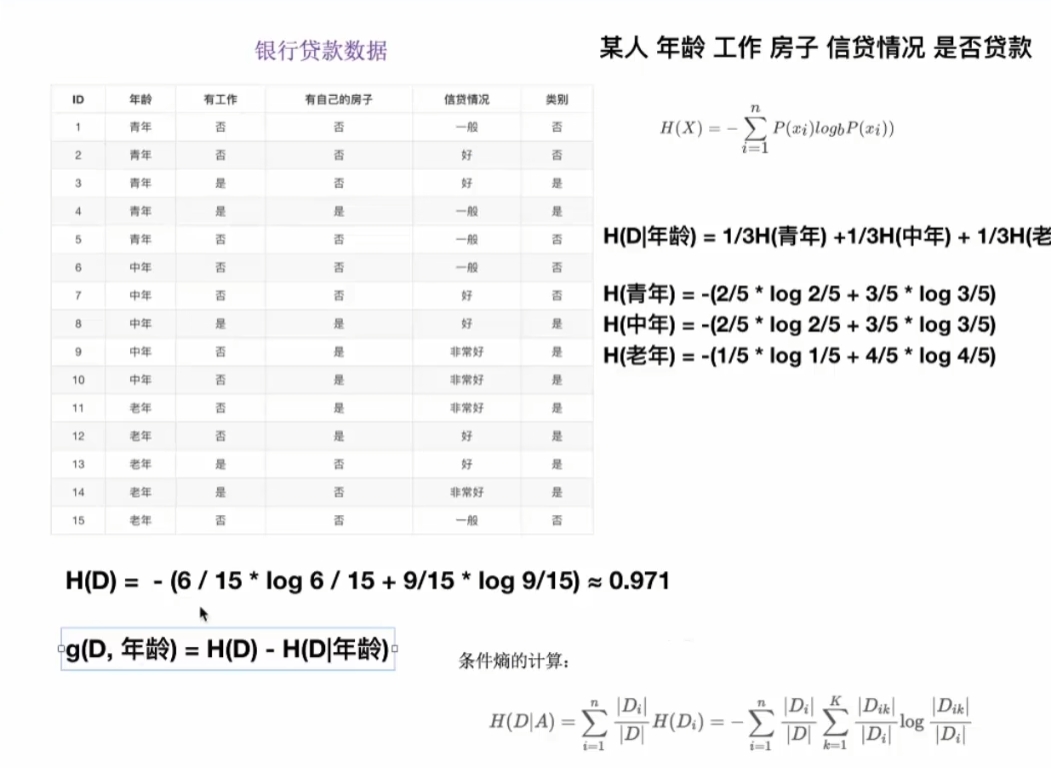 银行贷款数据
某人 年龄 工作 房子 信贷情况 是否贷款
ID 年龄 有工作 有自己的房子 信贷情况 类别
1 青年 否 否 一般 否
2 青年 否 否 好 否
3 青年 是 否 好 是
4 青年 是 是 一般 是
5 青年 否 否 一般 否
6 中年 否 否 一般 否
7 中年 否 否 好 否
8 中年 是 是 好 是
9 中年 否 是 非常好 是
10 中年 否 是 非常好 是
11 老年 否 是 非常好 是
12 老年 否 是 好 是
13 老年 是 否 好 是
14 老年 是 否 非常好 是
15 老年 否 否 一般 否
H(X) = − ∑_{i=1}^{n} P(xi)logbP(xi))
H(D|年龄) = 1/3H(青年) +1/3H(中年) + 1/3H(老
H(青年) = -(2/5 * log 2/5 + 3/5 * log 3/5)
H(中年) = -(2/5 * log 2/5 + 3/5 * log 3/5)
H(老年) = -(1/5 * log 1/5 + 4/5 * log 4/5)
H(D) = - (6 / 15 * log 6 / 15 + 9/15 * log 9/15) ≈ 0.971
g(D, 年龄) = H(D) - H(D|年龄)
条件熵的计算：
H(D|A) = ∑_{i=1}^{n} |D_i|/|D| H(D_i) = − ∑_{i=1}^{n} |D_i|/|D| ∑_{k=1}^{K} |D_{ik}|/|D_i| log |D_{ik}|/|D_i|